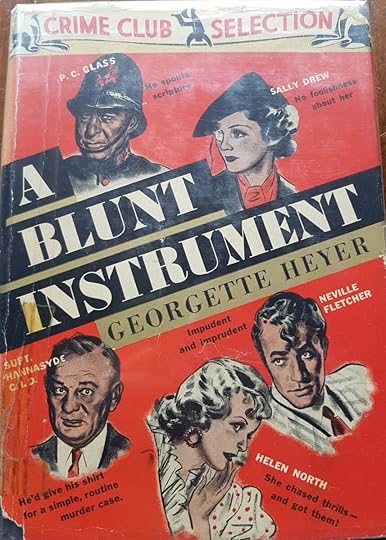 CRIME CLUB SELECTION
P. C. GLASS
He spouts
scripture
SALLY DREW
No foolishness
about her
A
BLUNT
INSTRUMENT
GEORGETTE HEYER
SUPT.
HANNASYDE
C.I.D.
He'd give his shirt
for a simple, routine
murder case.
Impudent
and imprudent
NEVILLE
FLETCHER
HELEN NORTH
She chased thrills—
and got them!